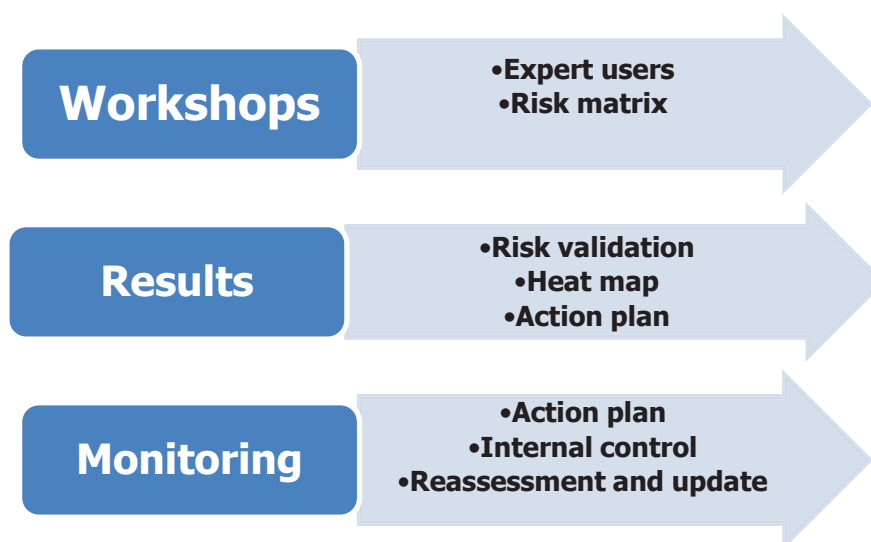 Workshops
•Expert users
•Risk matrix
Results
•Risk validation
•Heat map
•Action plan
Monitoring
•Action plan
•Internal control
•Reassessment and update